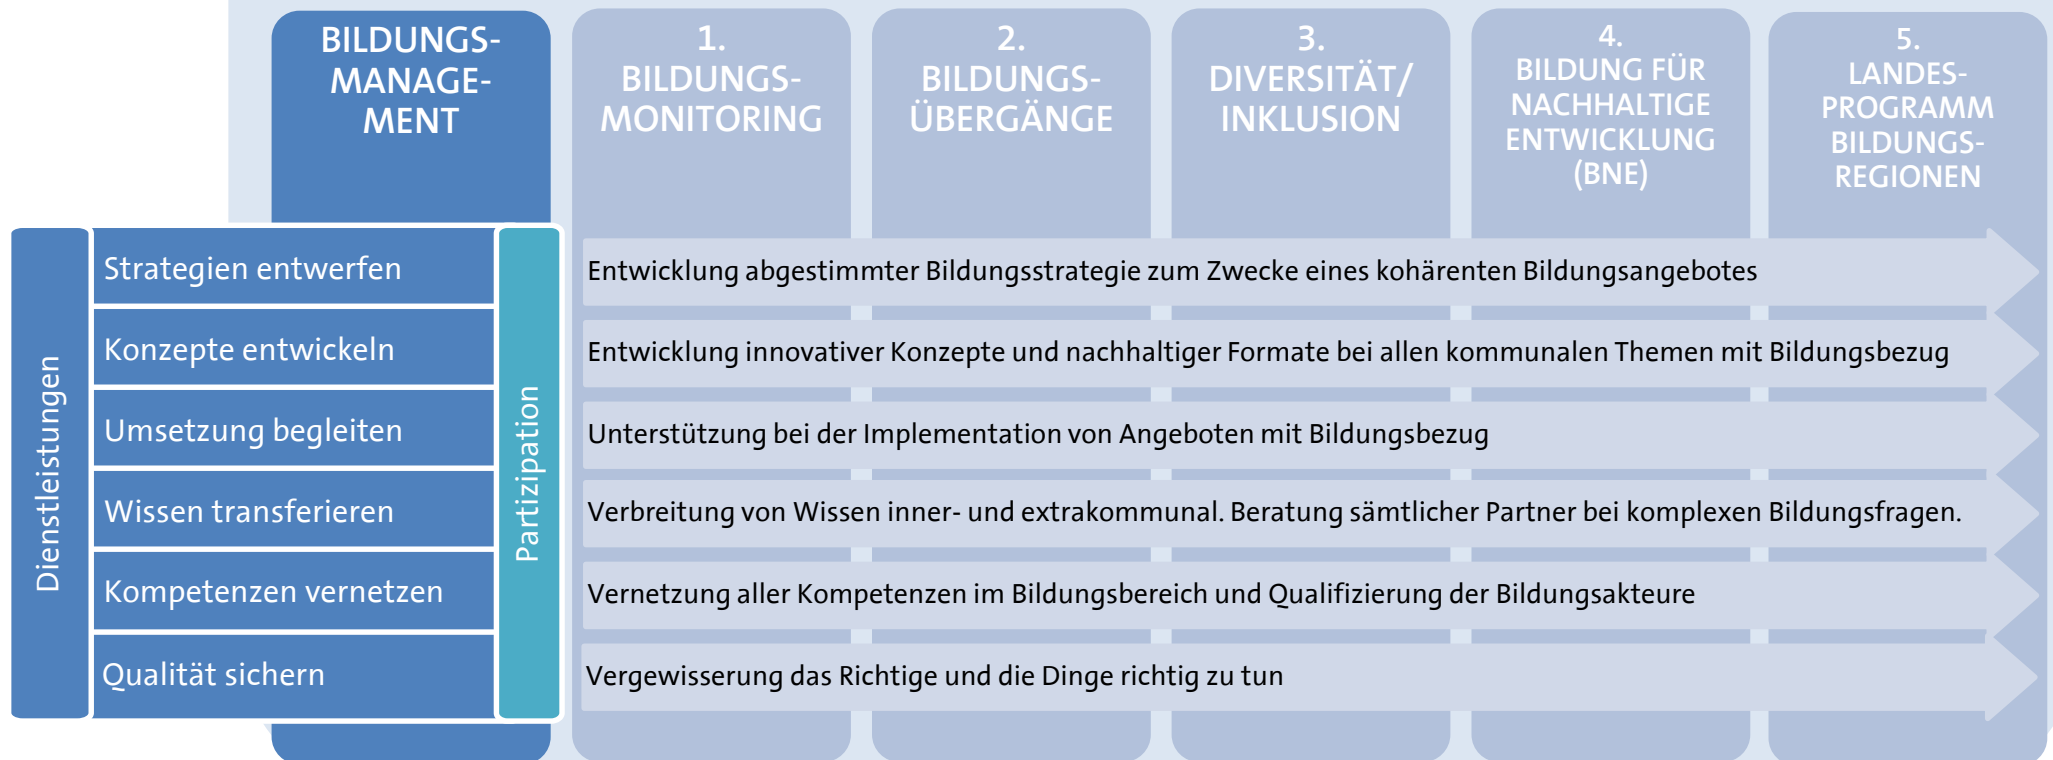 BILDUNGS-
MANAGE-
MENT
1.
BILDUNGS-
MONITORING
2.
BILDUNGS-
ÜBERGÄNGE
3.
DIVERSITÄT/
INKLUSION
4.
BILDUNG FÜR
NACHHALTIGE
ENTWICKLUNG
(BNE)
5.
LANDES-
PROGRAMM
BILDUNGS-
REGIONEN
Dienstleistungen
Partizipation
Strategien entwerfen
Entwicklung abgestimmter Bildungsstrategie zum Zwecke eines kohärenten Bildungsangebotes
Konzepte entwickeln
Entwicklung innovativer Konzepte und nachhaltiger Formate bei allen kommunalen Themen mit Bildungsbezug
Umsetzung begleiten
Unterstützung bei der Implementation von Angeboten mit Bildungsbezug
Wissen transferieren
Verbreitung von Wissen inner- und extrakommunal. Beratung sämtlicher Partner bei komplexen Bildungsfragen.
Kompetenzen vernetzen
Vernetzung aller Kompetenzen im Bildungsbereich und Qualifizierung der Bildungsakteure
Qualität sichern
Vergewisserung das Richtige und die Dinge richtig zu tun